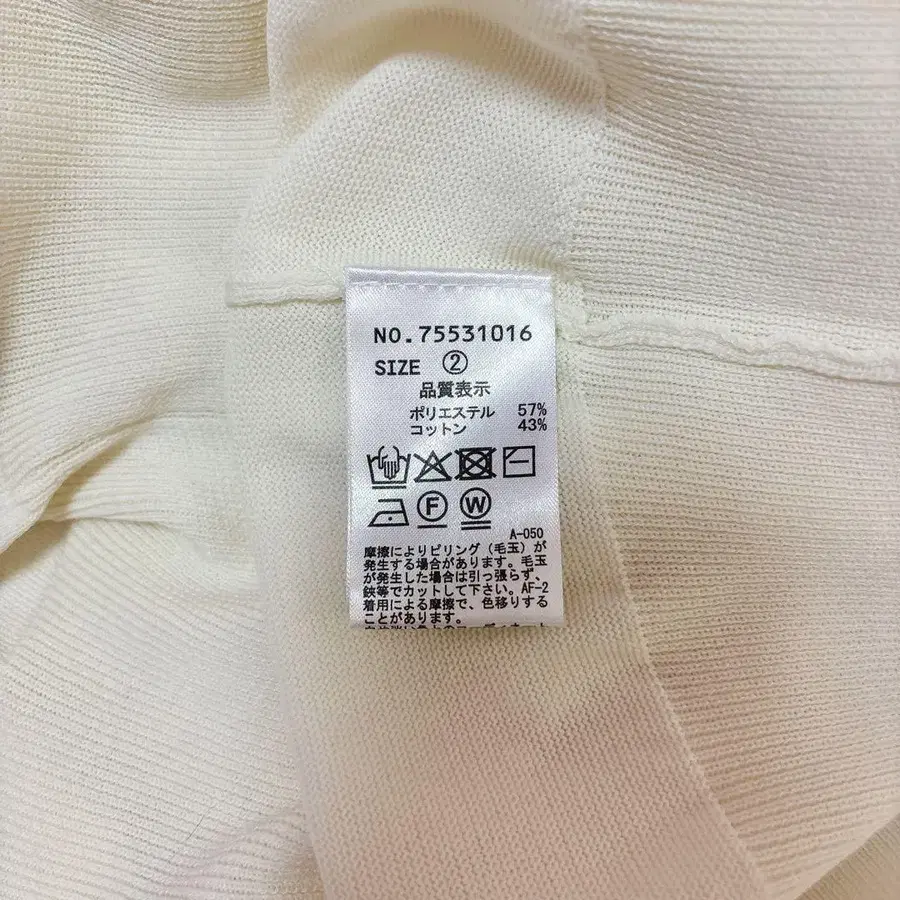 NO.75531016
SIZE ②
品質表示
ポリエステル 57%
コットン 43%
F W
A-050
摩擦によりピリング(毛玉)が
発生する場合があります。毛玉
が発生した場合は引っ張らず、
鋏等でカットして下さい。AF-2
着用による摩擦で、色移りする
ことがあります。